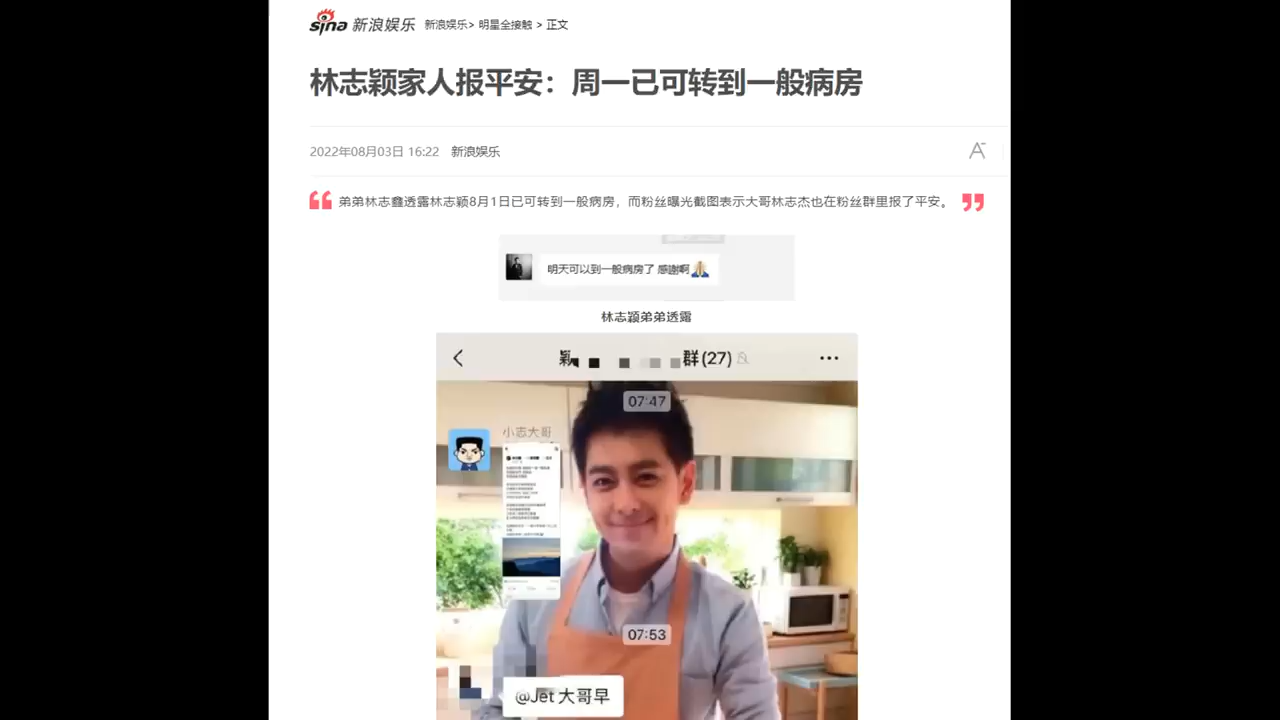 sina 新浪娱乐 新浪娱乐> 明星全接触 > 正文
林志颖家人报平安：周一已可转到一般病房
2022年08月03日 16:22 新浪娱乐
A-
弟弟林志鑫透露林志颖8月1日已可转到一般病房，而粉丝曝光截图表示大哥林志杰也在粉丝群里报了平安。
明天可以到一般病房了 感謝啊
林志颖弟弟透露
群(27)
07:47
小志大哥
07:53
@Jet 大哥早